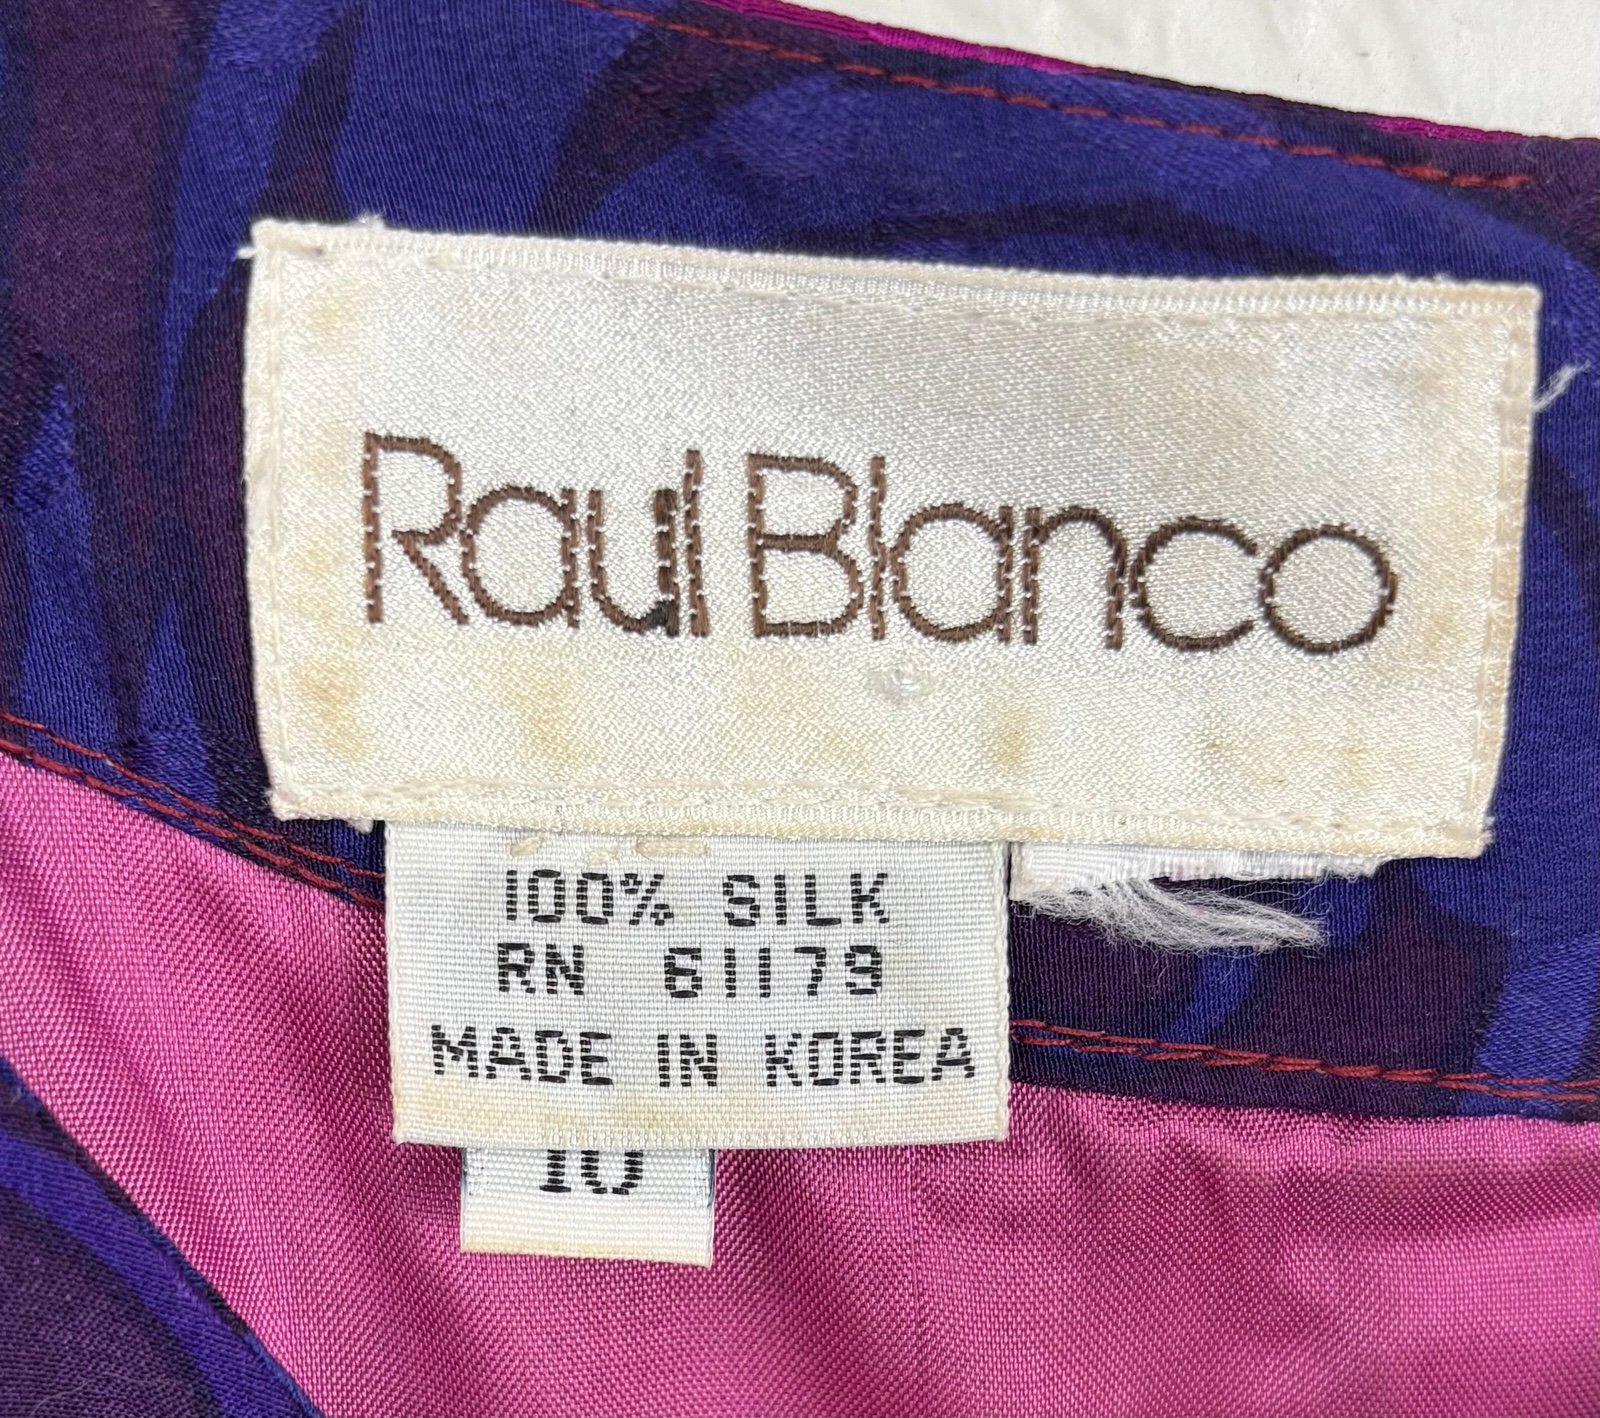 Raul Blanco
100% SILK
RN 61179
MADE IN KOREA
10